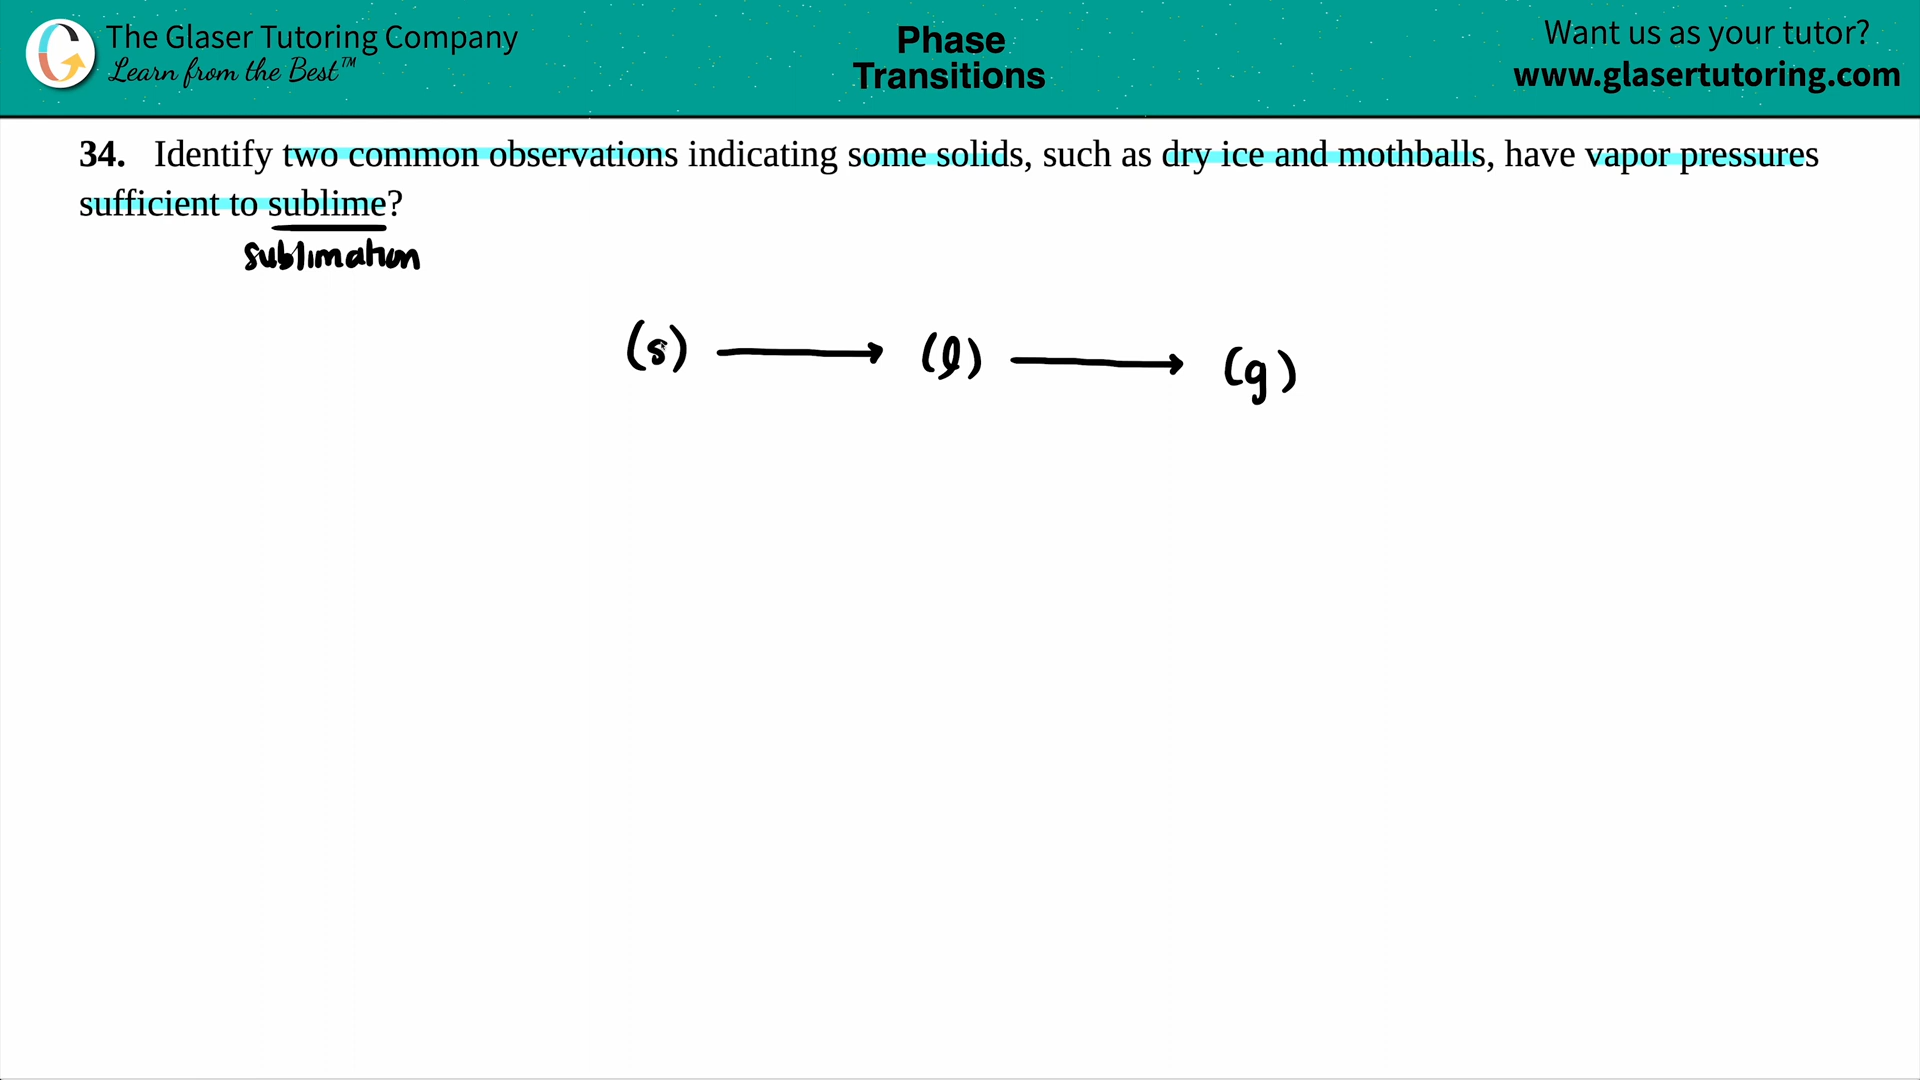 The Glaser Tutoring Company
Learn from the Best™
Phase
Transitions
Want us as your tutor?
www.glasertutoring.com
34. Identify two common observations indicating some solids, such as dry ice and mothballs, have vapor pressures
sufficient to sublime?
sublimation
(s) → (l) → (g)